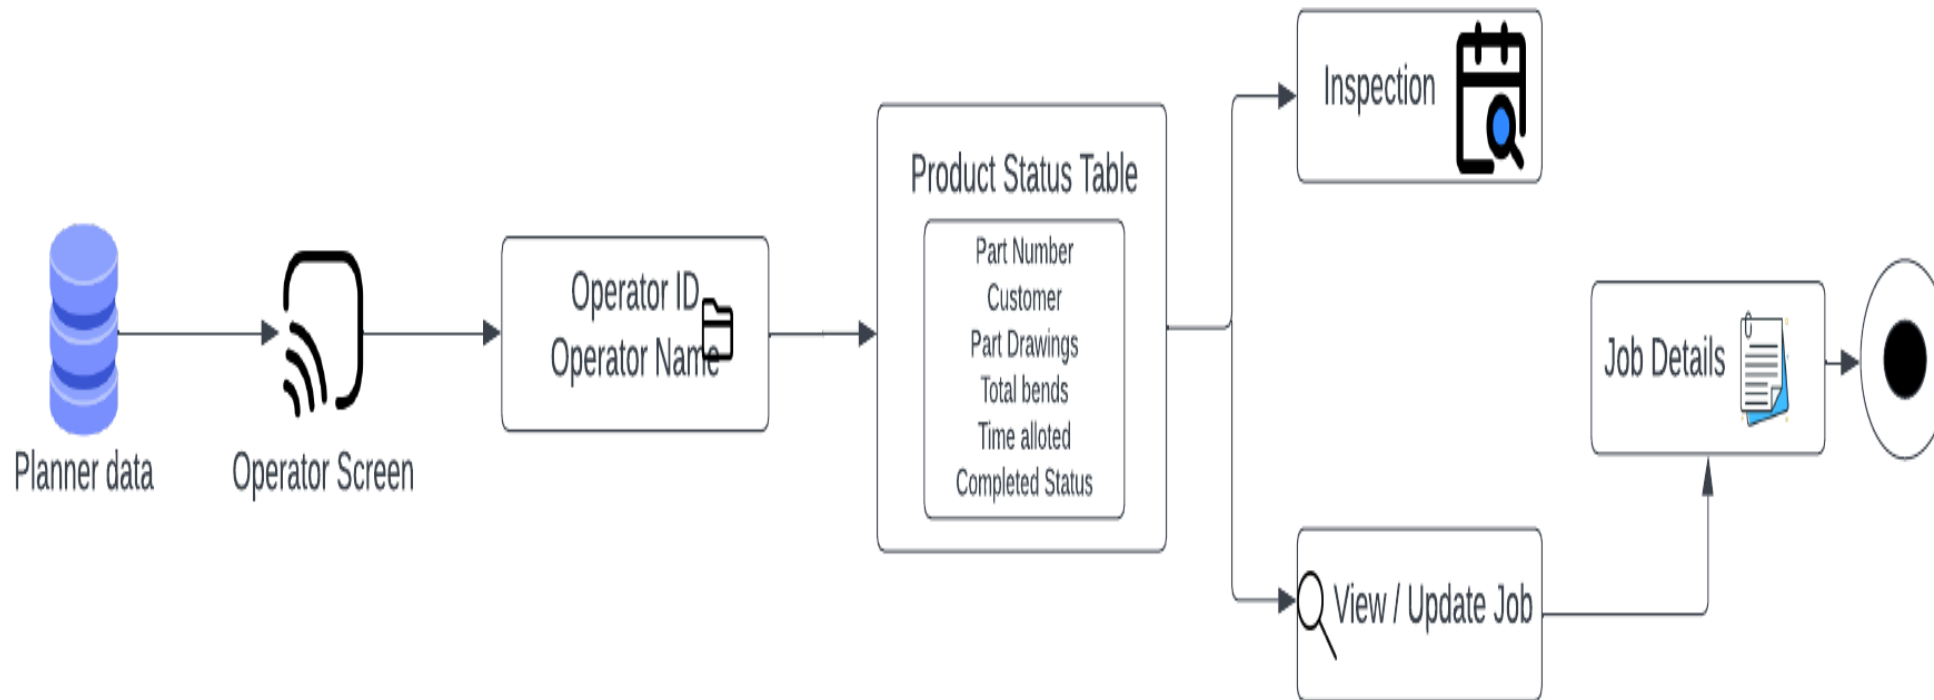 Planner data
Operator Screen
Operator ID
Operator Name
Product Status Table
Part Number
Customer
Part Drawings
Total bends
Time alloted
Completed Status
Inspection
View / Update Job
Job Details